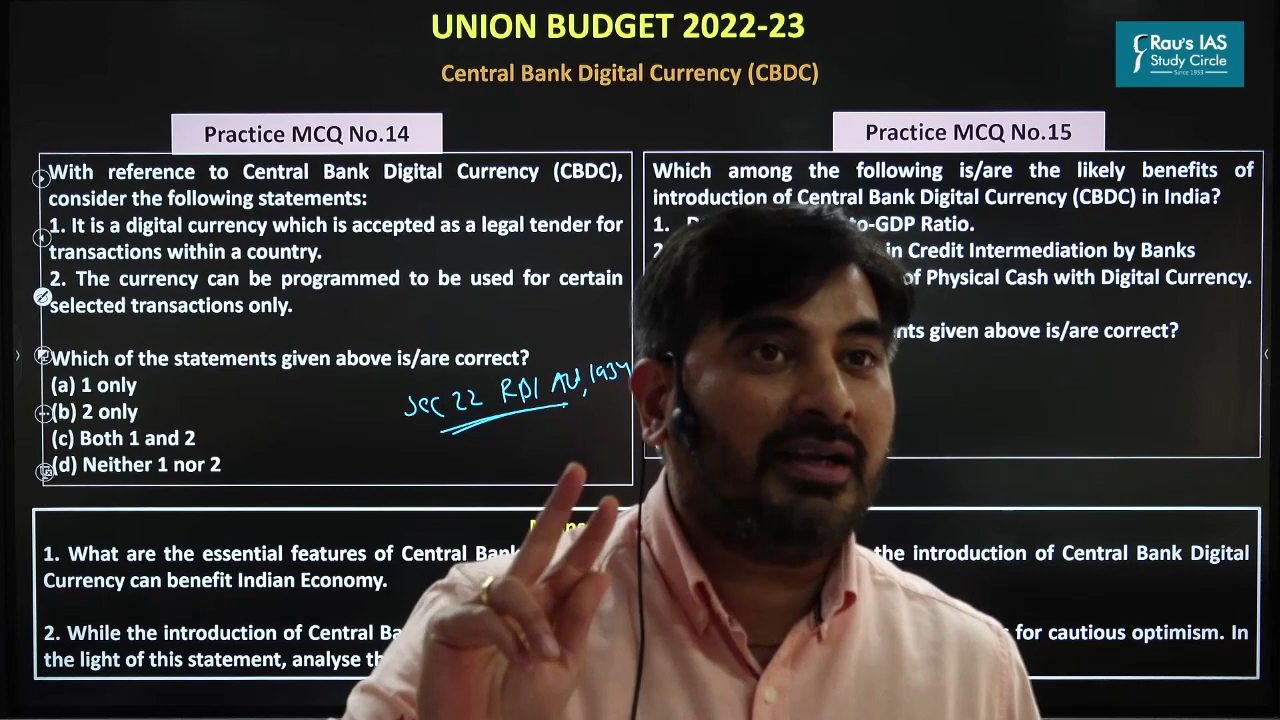 UNION BUDGET 2022-23
Rau's IAS
Study Circle
Since 1953
Central Bank Digital Currency (CBDC)
Practice MCQ No.14
With reference to Central Bank Digital Currency (CBDC),
consider the following statements:
1. It is a digital currency which is accepted as a legal tender for
transactions within a country.
2. The currency can be programmed to be used for certain
selected transactions only.
Which of the statements given above is/are correct?
(a) 1 only
(b) 2 only
(c) Both 1 and 2
(d) Neither 1 nor 2
Sec 22 RBI Act, 1934
Practice MCQ No.15
Which among the following is/are the likely benefits of
introduction of Central Bank Digital Currency (CBDC) in India?
1. to-GDP Ratio.
2 in Credit Intermediation by Banks
of Physical Cash with Digital Currency.
given above is/are correct?
1. What are the essential features of Central the introduction of Central Bank Digital
Currency can benefit Indian Economy.
2. While the introduction of Central for cautious optimism. In
the light of this statement, analyse